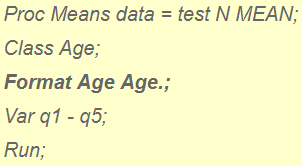 Proc Means data = test N MEAN;
Class Age;
Format Age Age.;
Var q1 - q5;
Run;